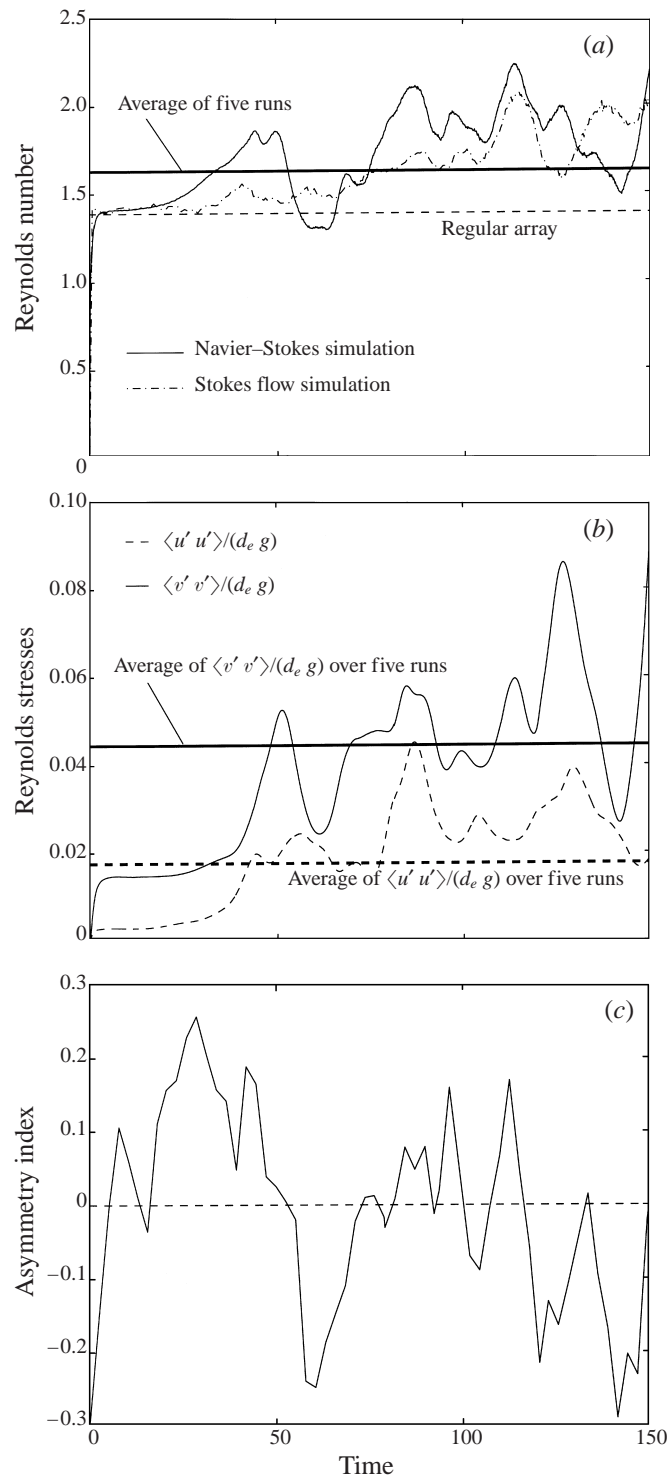 2.5
(a)
Average of five runs
2.0
1.5
Regular array
1.0
Navier–Stokes simulation
Stokes flow simulation
0.5
0
Reynolds number
0.10
(b)
⟨u′ u′⟩/(d_e g)
⟨v′ v′⟩/(d_e g)
0.08
Average of ⟨v′ v′⟩/(d_e g) over five runs
0.06
0.04
0.02
Average of ⟨u′ u′⟩/(d_e g) over five runs
0
Reynolds stresses
0.3
(c)
0.2
0.1
0
−0.1
−0.2
−0.3
Asymmetry index
0 50 100 150
Time